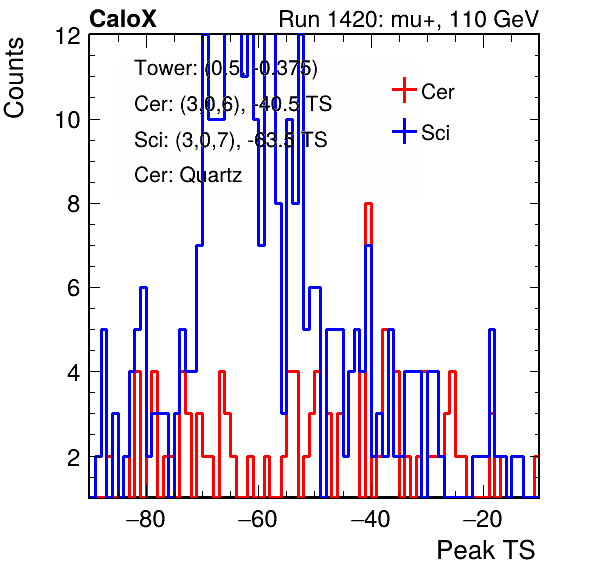 CaloX Run 1420: mu+, 110 GeV
Counts
12
10
8
6
4
2
Tower: (0.5, -0.375)
Cer: (3,0,6), -40.5 TS
Sci: (3,0,7), -63.5 TS
Cer: Quartz
Cer
Sci
−80 −60 −40 −20
Peak TS